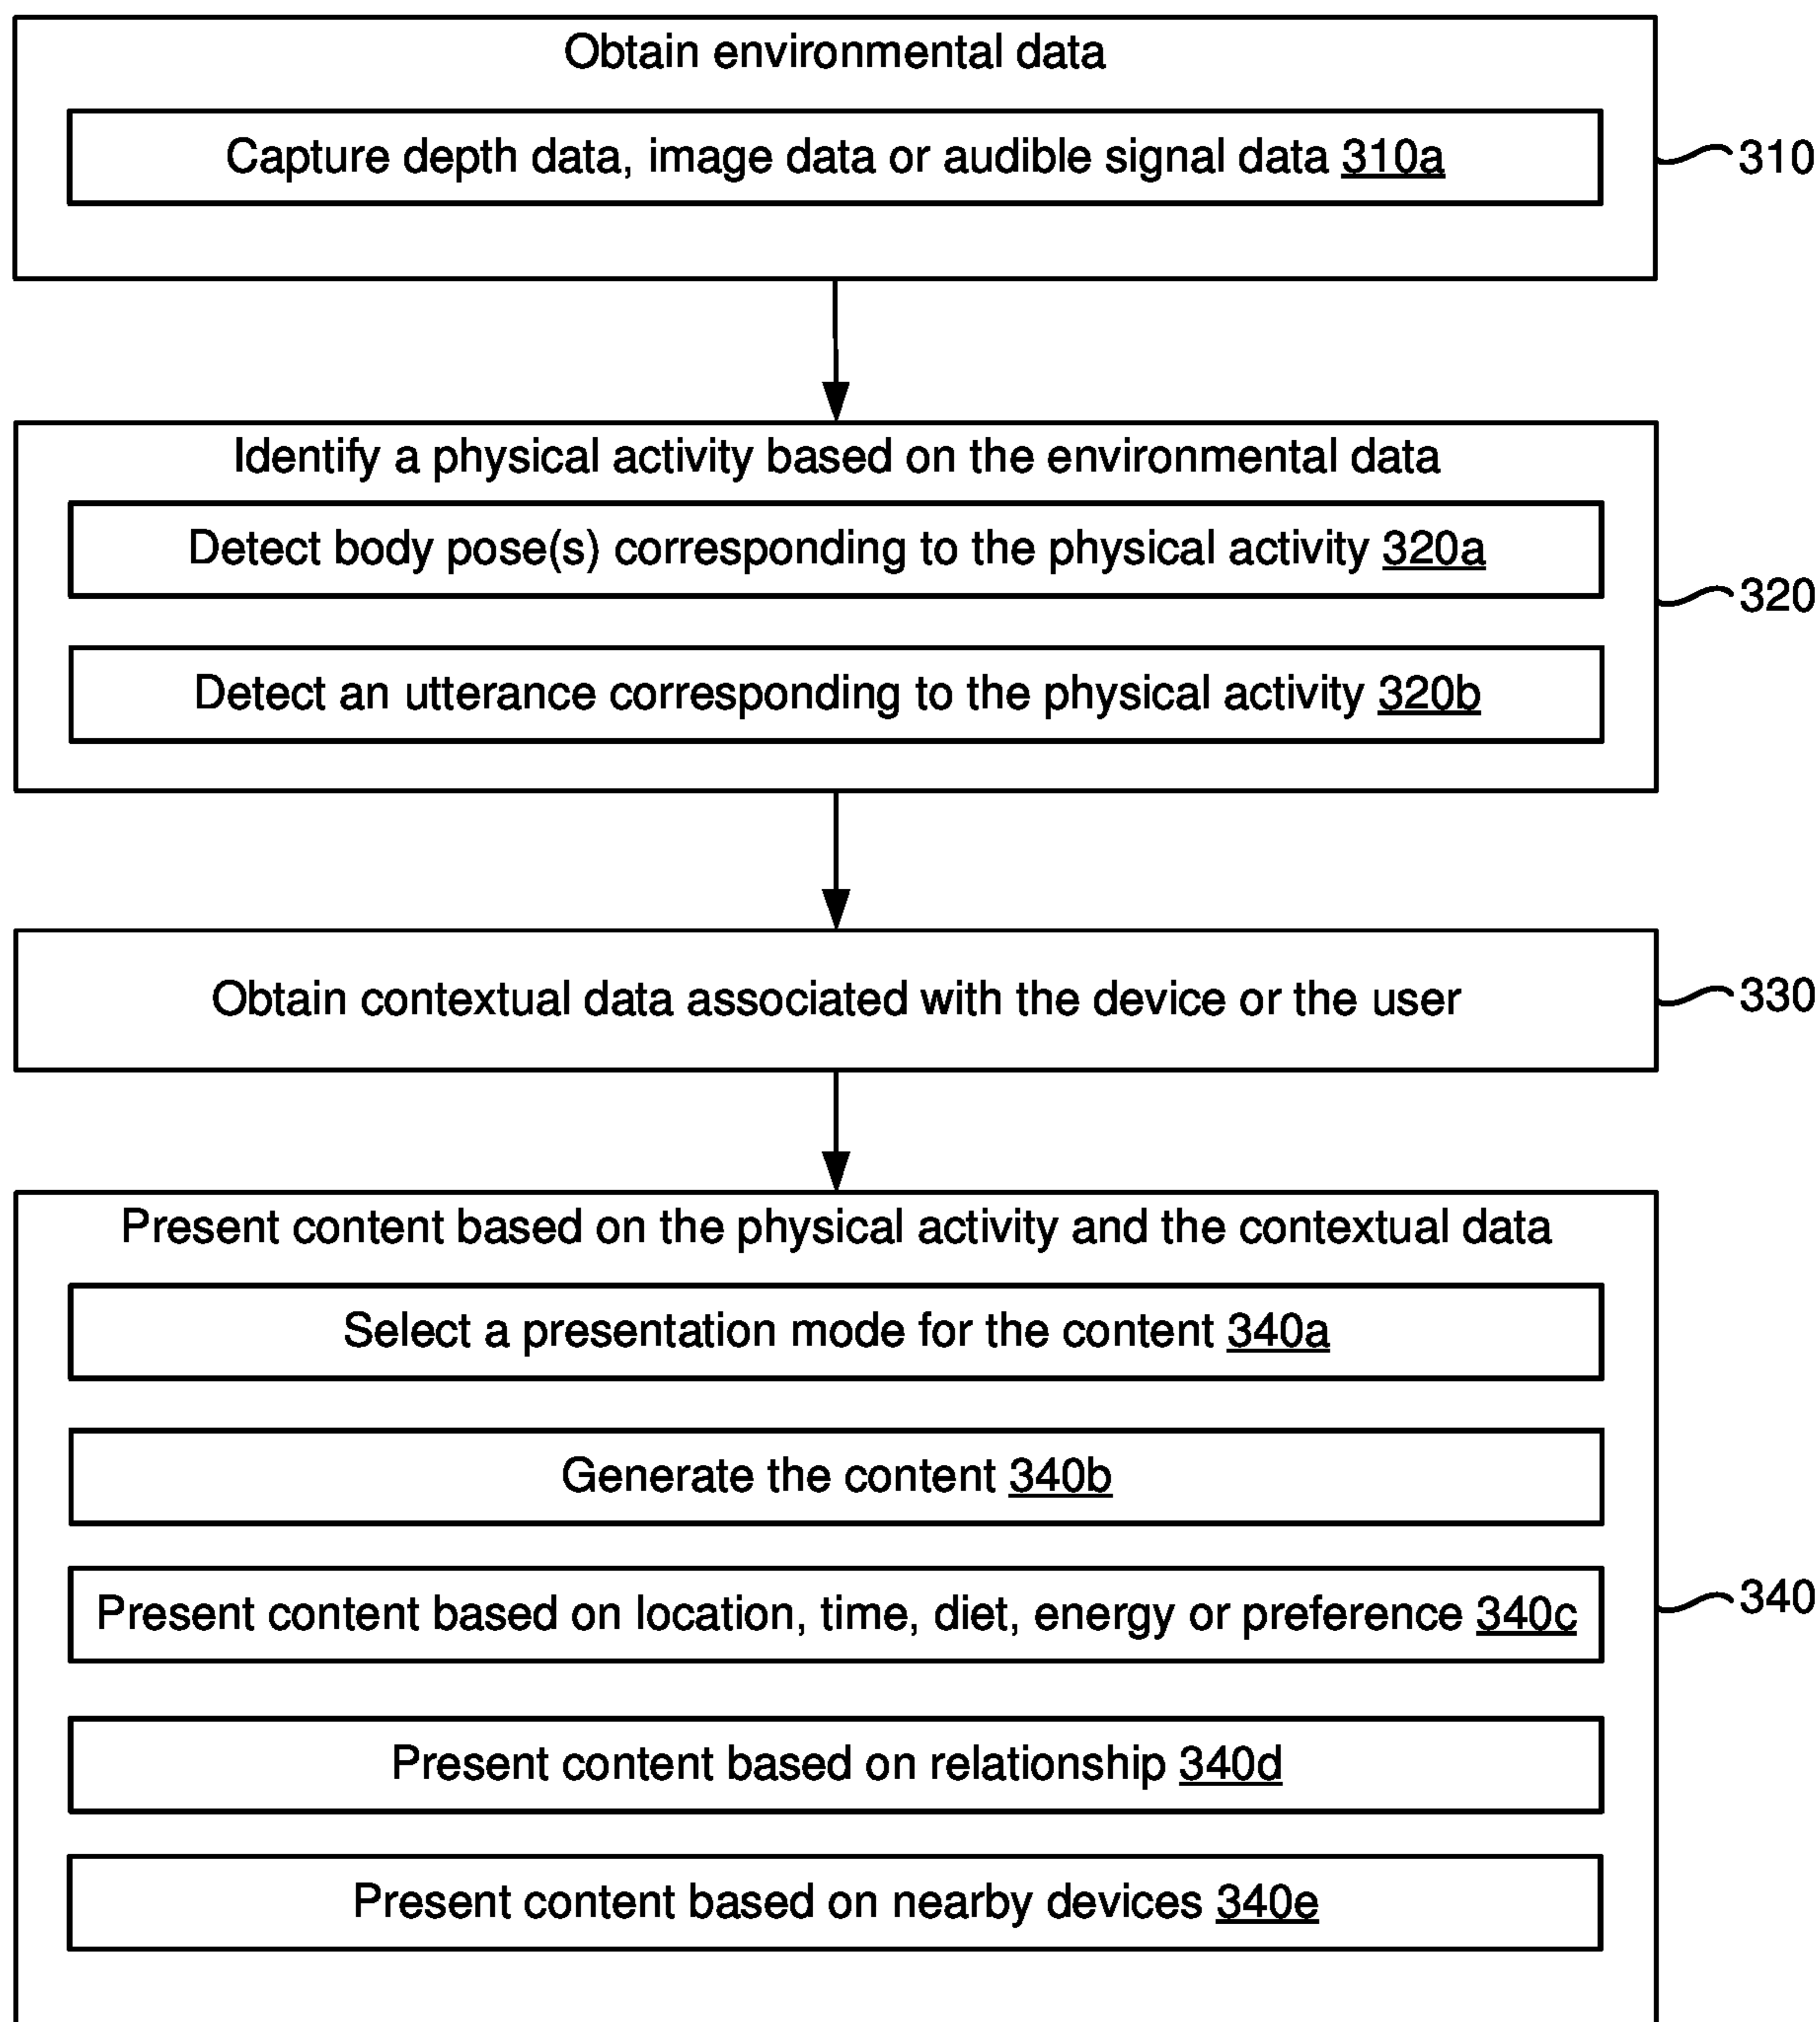 Obtain environmental data
Capture depth data, image data or audible signal data 310a
310
Identify a physical activity based on the environmental data
Detect body pose(s) corresponding to the physical activity 320a
320
Detect an utterance corresponding to the physical activity 320b
Obtain contextual data associated with the device or the user
330
Present content based on the physical activity and the contextual data
Select a presentation mode for the content 340a
Generate the content 340b
Present content based on location, time, diet, energy or preference 340c
340
Present content based on relationship 340d
Present content based on nearby devices 340e